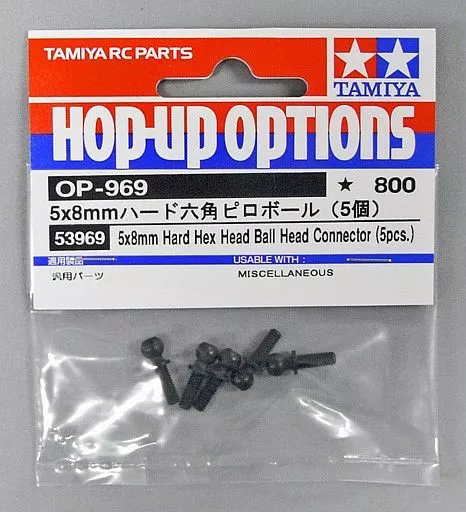 TAMIYA RC PARTS
TAMIYA
HOP-UP OPTIONS
OP-969 ★ 800
5x8mmハード六角ピロボール（5個）
53969 5x8mm Hard Hex Head Ball Head Connector (5pcs.)
適用製品 USABLE WITH :
汎用パーツ MISCELLANEOUS